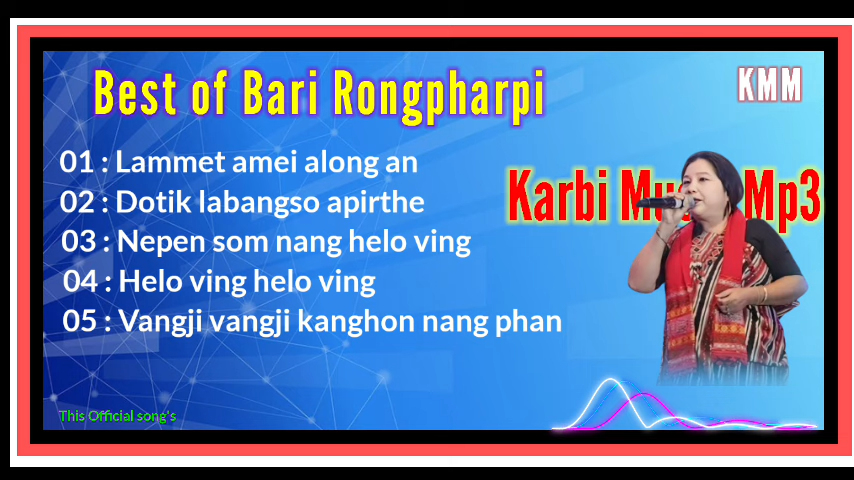 Best of Bari Rongpharpi
KMM
01 : Lammet amei along an
02 : Dotik labangso apirthe
03 : Nepen som nang helo ving
04 : Helo ving helo ving
05 : Vangji vangji kanghon nang phan
Karbi Mp3
This Official song's